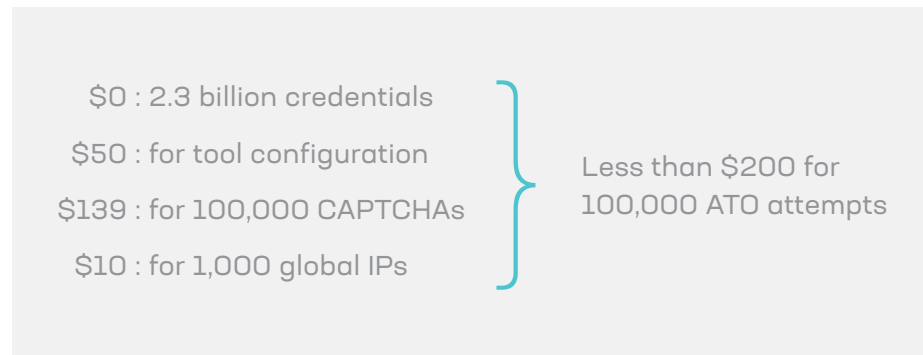 $0 : 2.3 billion credentials
$50 : for tool configuration
$139 : for 100,000 CAPTCHAs
$10 : for 1,000 global IPs
Less than $200 for
100,000 ATO attempts